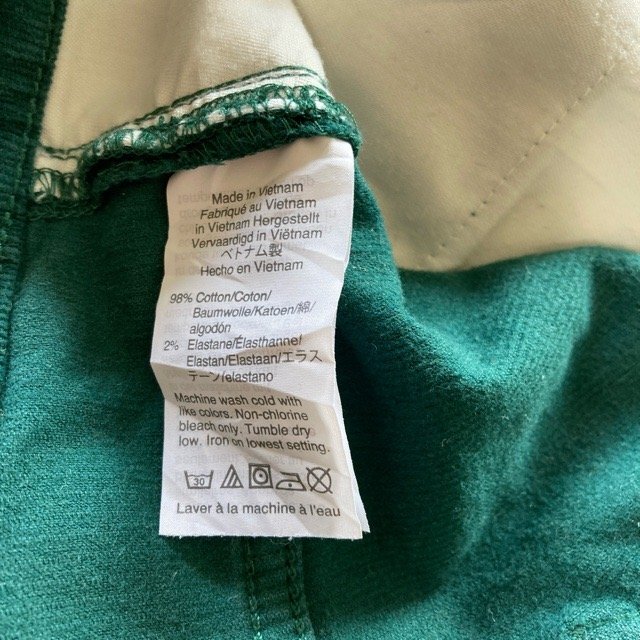 Made in Vietnam
Fabriqué au Vietnam
in Vietnam Hergestellt
Vervaardigd in Viëtnam
ベトナム製
Hecho en Vietnam
98% Cotton/Coton/
Baumwolle/Katoen/綿/
algodón
2% Elastane/Élasthanne/
Elastan/Elastaan/エラス
テーン/elastano
Machine wash cold with
like colors. Non-chlorine
bleach only. Tumble dry
low. Iron on lowest setting.
30
Laver à la machine à l'eau